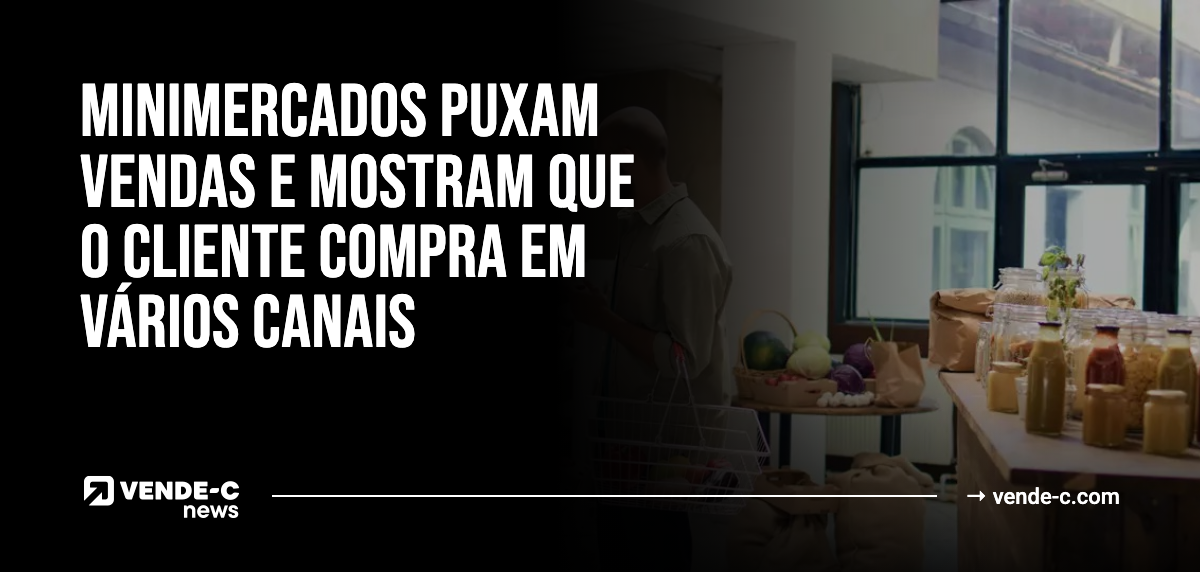 MINIMERCADOS PUXAM
VENDAS E MOSTRAM QUE
O CLIENTE COMPRA EM
VÁRIOS CANAIS
VENDE-C
news
→ vende-c.com